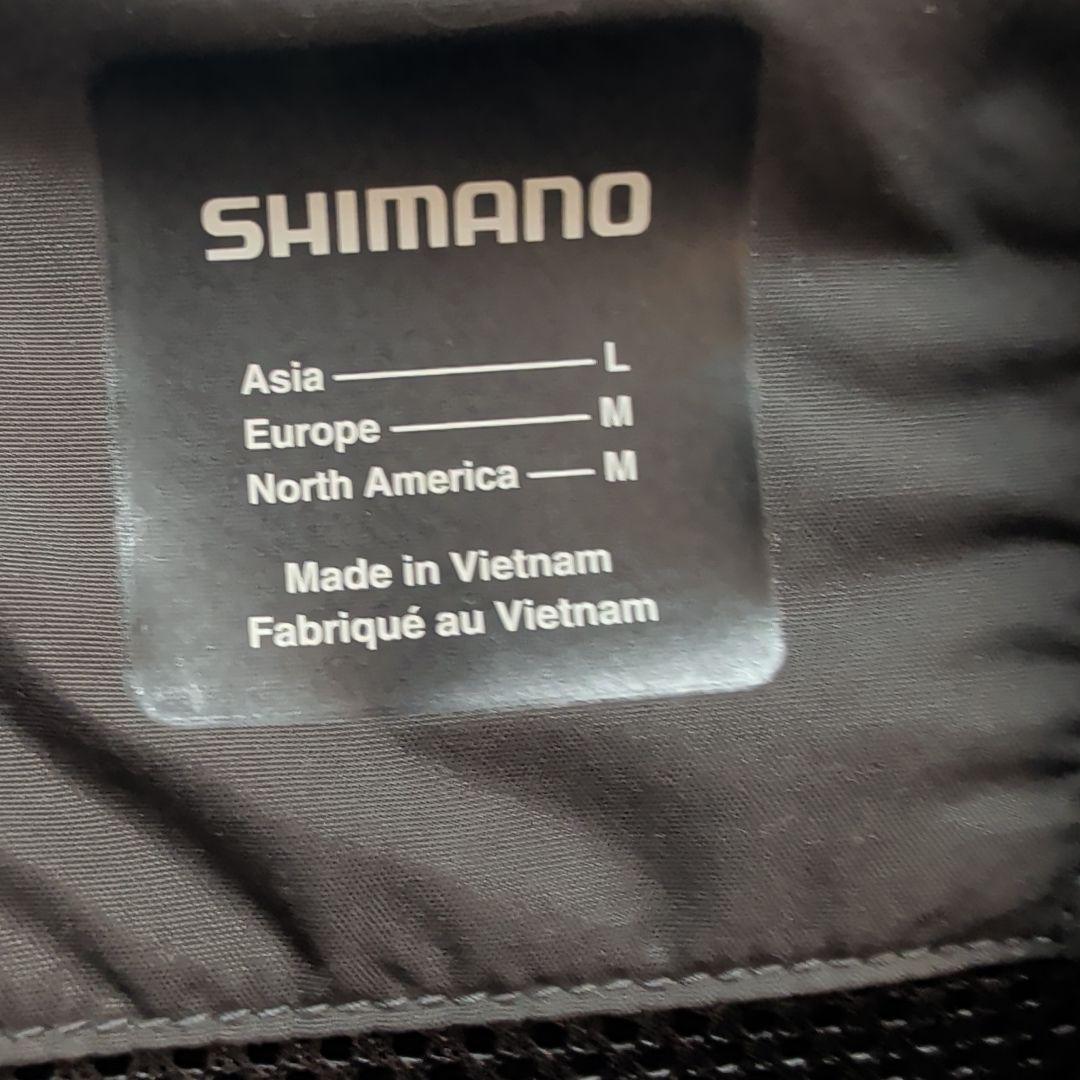 SHIMANO
Asia — L
Europe — M
North America — M
Made in Vietnam
Fabriqué au Vietnam